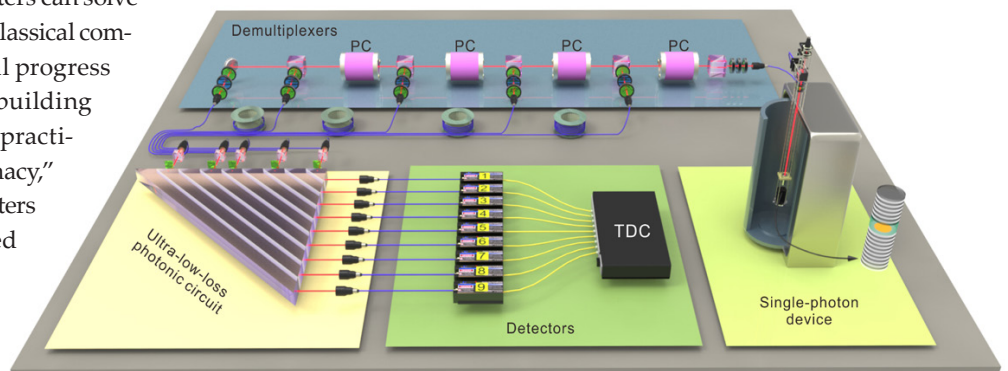 ters can solve
lassical com-
l progress
building
practi-
nacy,”
ters
ed
Demultiplexers
PC
PC
PC
PC
Ultra-low-loss
photonic circuit
1
2
3
4
5
6
7
8
9
TDC
Detectors
Single-photon
device